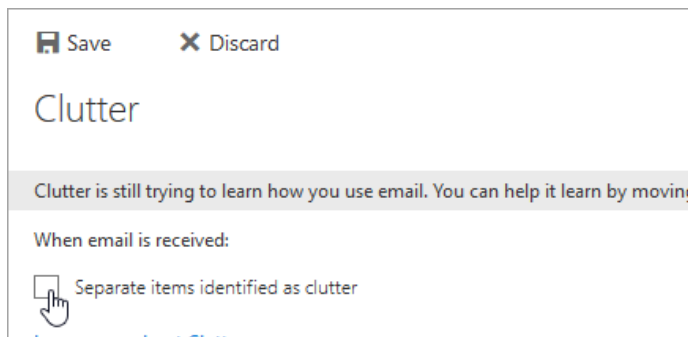 Save Discard
Clutter
Clutter is still trying to learn how you use email. You can help it learn by moving
When email is received:
Separate items identified as clutter